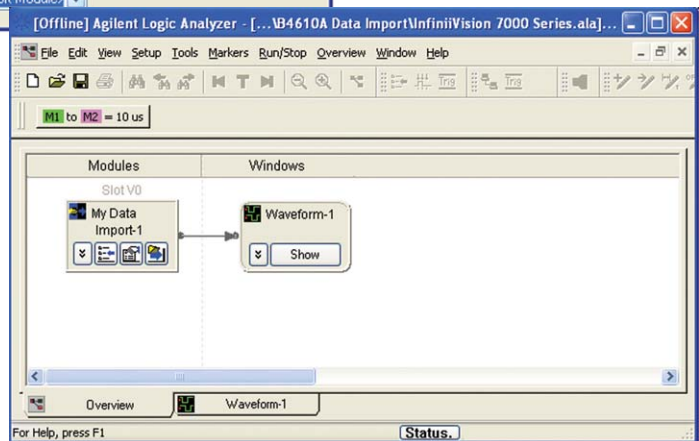 [Offline] Agilent Logic Analyzer - [...\B4610A Data Import\InfiniiVision 7000 Series.ala]...
File Edit View Setup Tools Markers Run/Stop Overview Window Help
M1 to M2 = 10 us
Modules Windows
Slot V0
My Data
Import-1
Waveform-1
Show
Overview Waveform-1
For Help, press F1 Status.